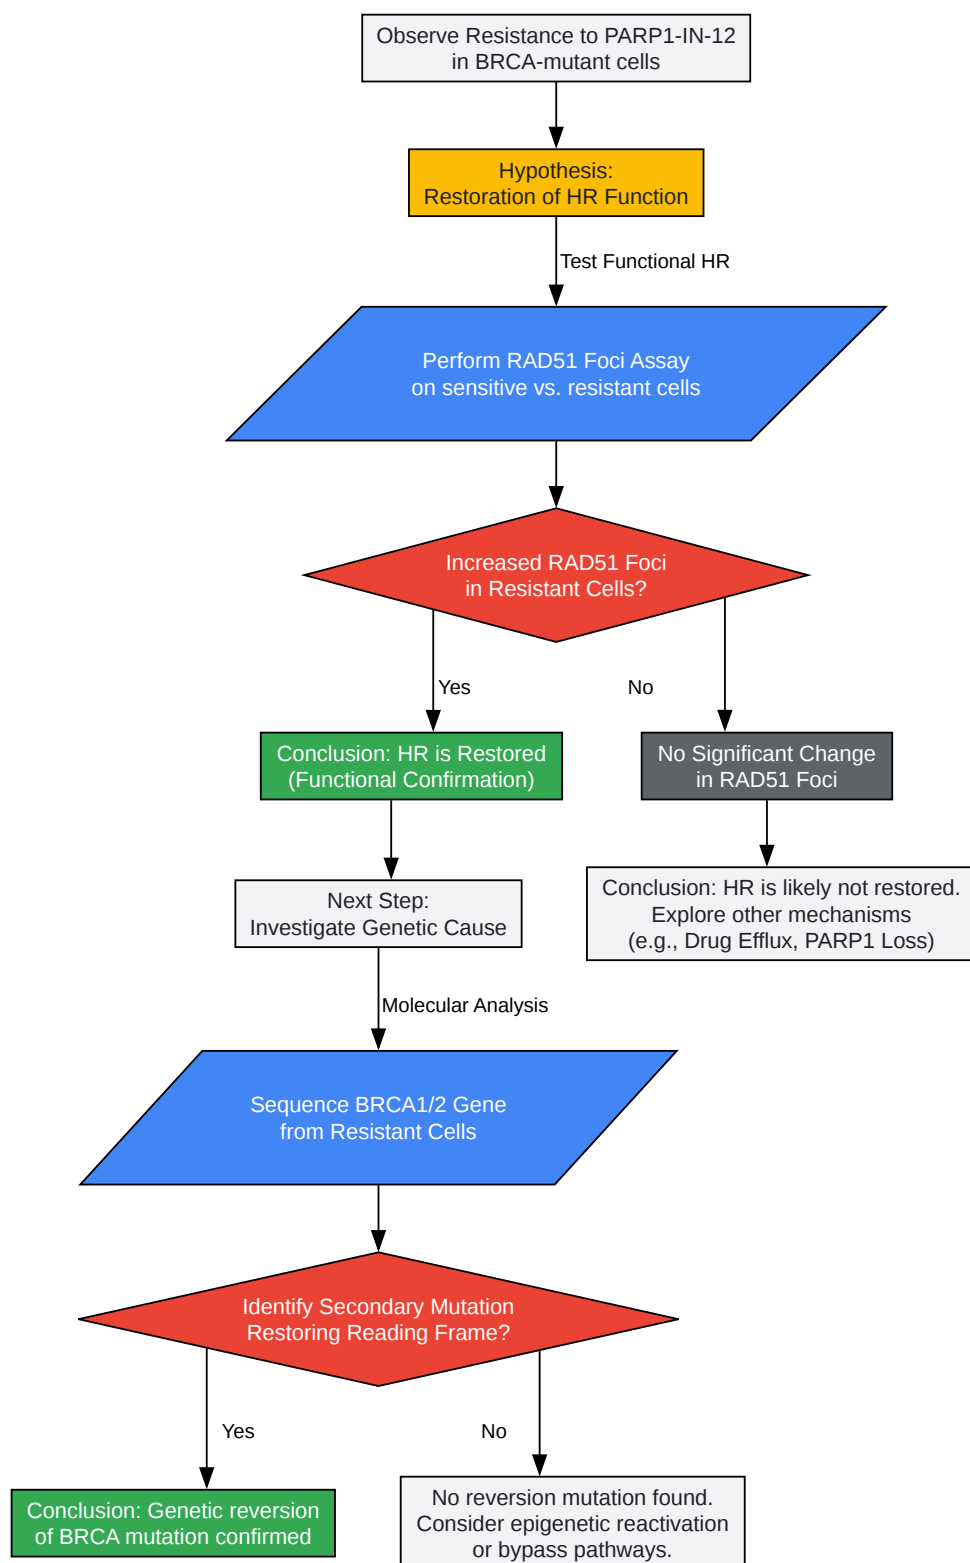 Observe Resistance to PARP1-IN-12
in BRCA-mutant cells
Hypothesis:
Restoration of HR Function
Test Functional HR
Perform RAD51 Foci Assay
on sensitive vs. resistant cells
Increased RAD51 Foci
in Resistant Cells?
Yes
No
Conclusion: HR is Restored
(Functional Confirmation)
No Significant Change
in RAD51 Foci
Next Step:
Investigate Genetic Cause
Conclusion: HR is likely not restored.
Explore other mechanisms
(e.g., Drug Efflux, PARP1 Loss)
Molecular Analysis
Sequence BRCA1/2 Gene
from Resistant Cells
Identify Secondary Mutation
Restoring Reading Frame?
Yes
No
Conclusion: Genetic reversion
of BRCA mutation confirmed
No reversion mutation found.
Consider epigenetic reactivation
or bypass pathways.